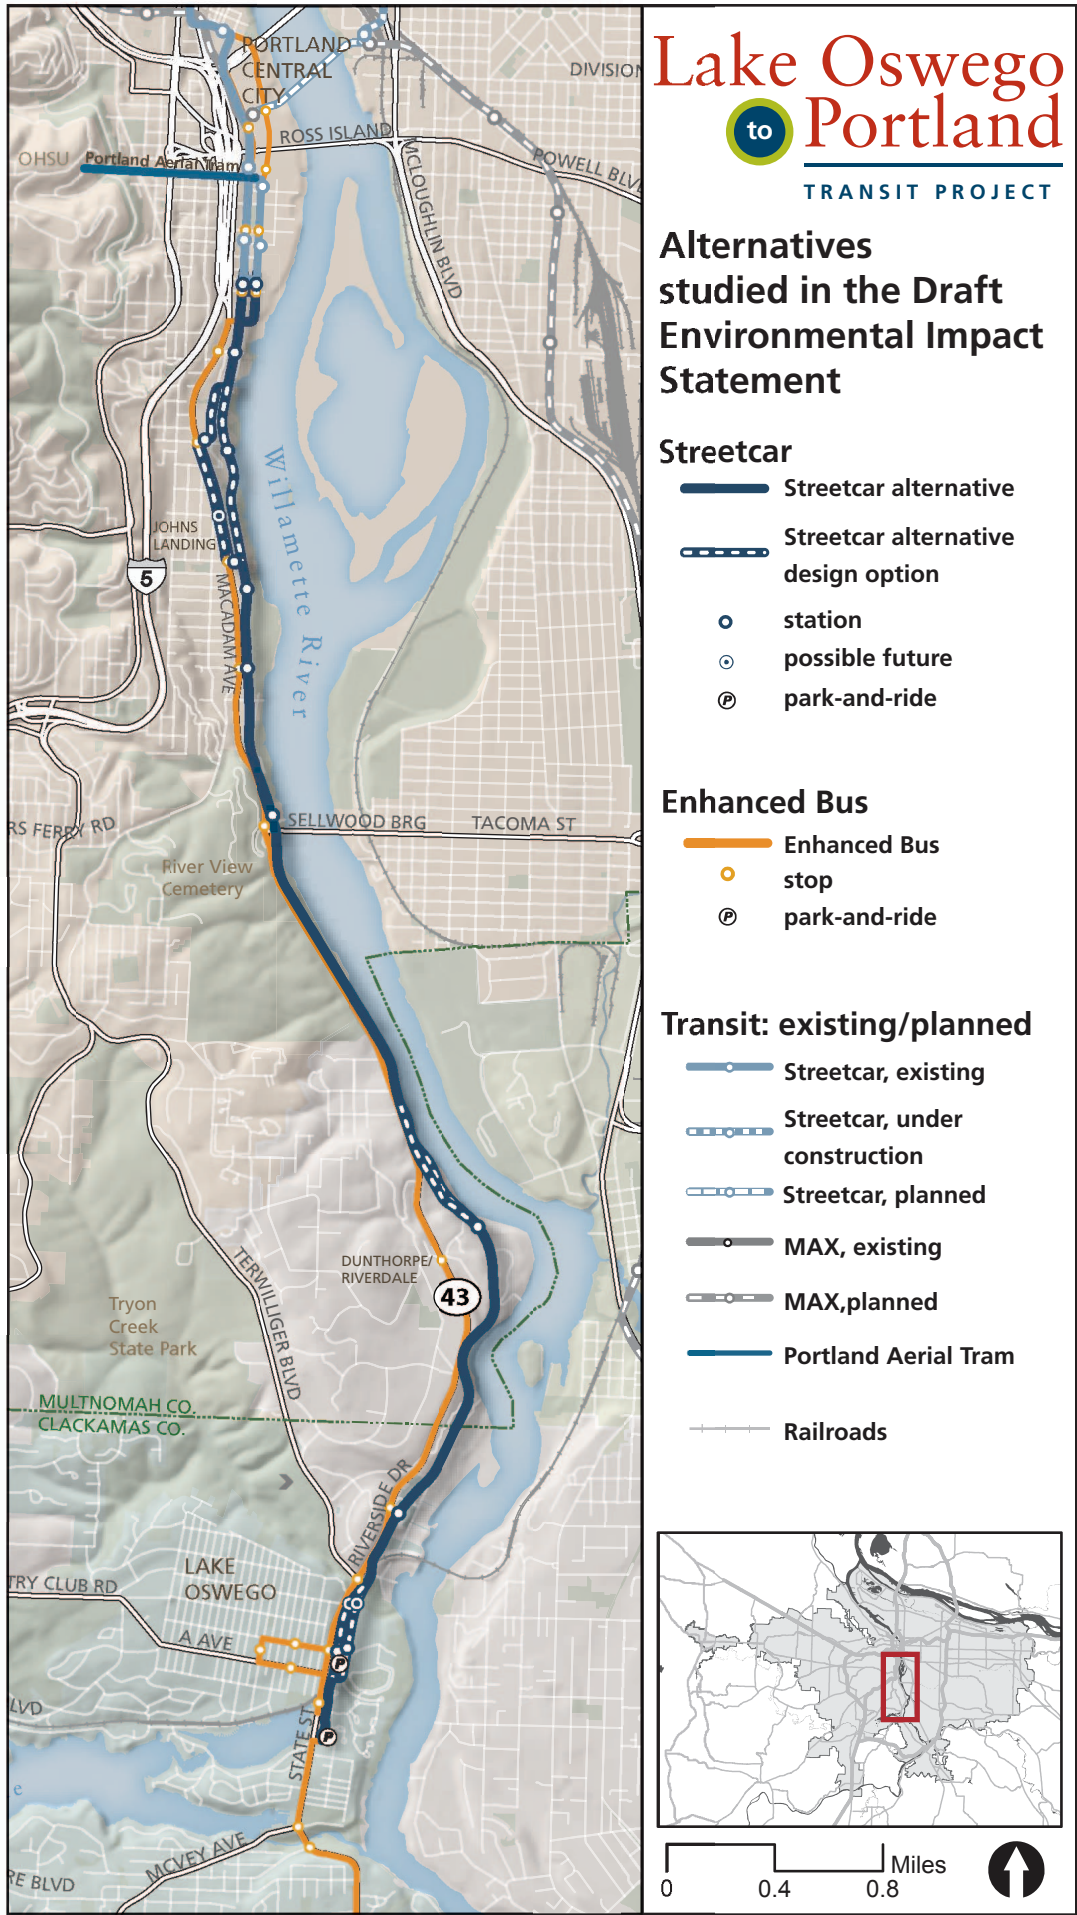 PORTLAND
CENTRAL
CITY
DIVISION
ROSS ISLAND
OHSU
Portland Aerial Tram
MCLOUGHLIN BLVD
POWELL BLVD
Willamette River
JOHNS
LANDING
5
MACADAM AVE
SELLWOOD BRG
TACOMA ST
RS FERRY RD
River View
Cemetery
TERWILLIGER BLVD
DUNTHORPE/
RIVERDALE
43
Tryon
Creek
State Park
MULTNOMAH CO.
CLACKAMAS CO.
RIVERSIDE DR
LAKE
OSWEGO
TRY CLUB RD
A AVE
P
LVD
P
STATE ST
e
MCVEY AVE
RE BLVD
Lake Oswego
to Portland
TRANSIT PROJECT
Alternatives
studied in the Draft
Environmental Impact
Statement
Streetcar
Streetcar alternative
Streetcar alternative
design option
station
possible future
P park-and-ride
Enhanced Bus
Enhanced Bus
stop
P park-and-ride
Transit: existing/planned
Streetcar, existing
Streetcar, under
construction
Streetcar, planned
MAX, existing
MAX,planned
Portland Aerial Tram
Railroads
Miles
0 0.4 0.8